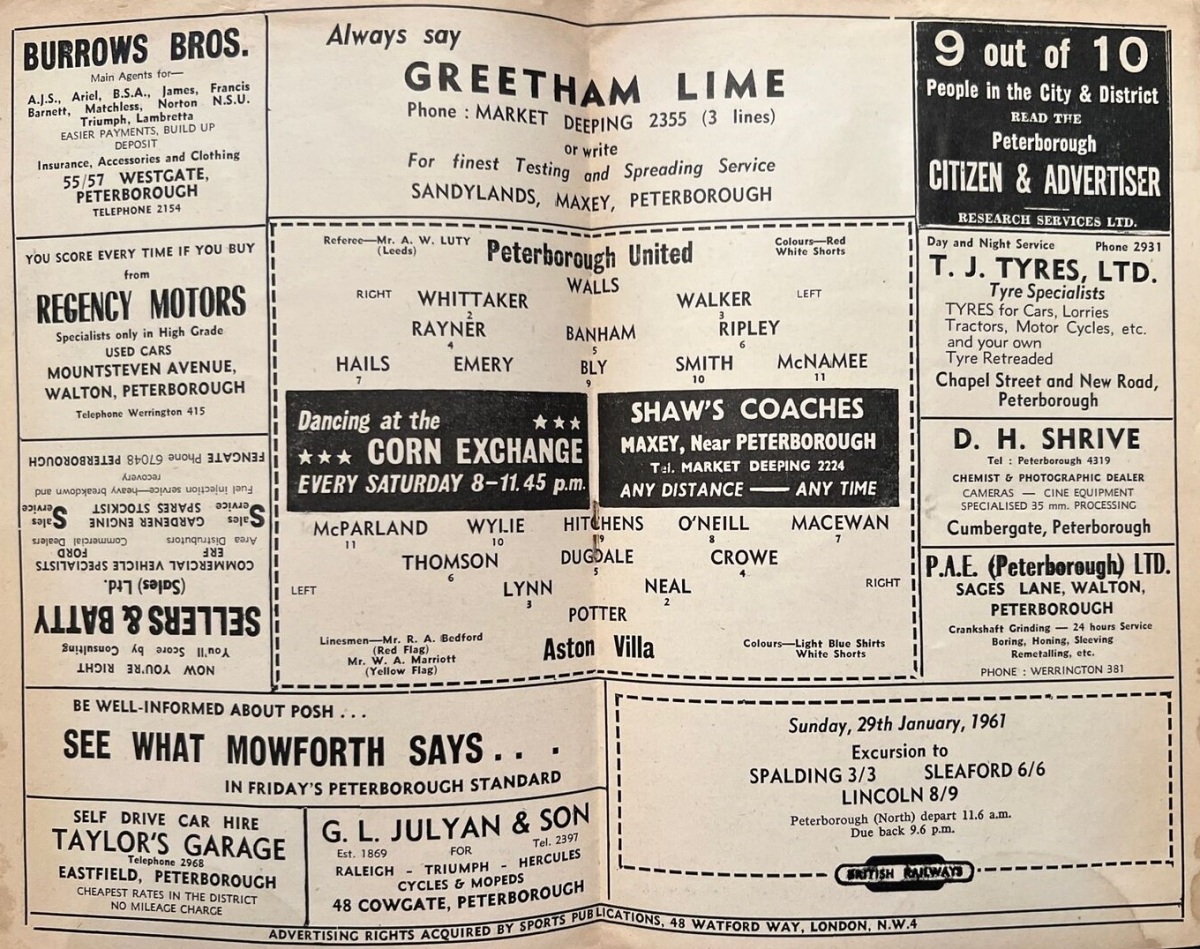 BURROWS BROS.
Main Agents for—
A.J.S., Ariel, B.S.A., James, Francis
Barnett, Matchless, Norton N.S.U.
Triumph, Lambretta
EASIER PAYMENTS, BUILD UP
DEPOSIT
Insurance, Accessories and Clothing
55/57 WESTGATE,
PETERBOROUGH
TELEPHONE 2154
Always say
GREETHAM LIME
Phone : MARKET DEEPING 2355 (3 lines)
or write
For finest Testing and Spreading Service
SANDYLANDS, MAXEY, PETERBOROUGH
9 out of 10
People in the City & District
READ THE
Peterborough
CITIZEN & ADVERTISER
RESEARCH SERVICES LTD.
YOU SCORE EVERY TIME IF YOU BUY
from
REGENCY MOTORS
Specialists only in High Grade
USED CARS
MOUNTSTEVEN AVENUE,
WALTON, PETERBOROUGH
Telephone Werrington 415
NOW YOU'RE RIGHT
You'll Score by Consulting
SELLERS & BATTY
(Sales) Ltd.
COMMERCIAL VEHICLE SPECIALISTS
ERF FORD
Area Distributors Commercial Dealers
Sales GARDENER ENGINE Sales
Service SPARES STOCKIST Service
Fuel injection service—heavy breakdown and
recovery
FENGATE Phone 67048 PETERBOROUGH
Referee—Mr. A. W. LUTY
(Leeds)
Peterborough United
Colours—Red
White Shorts
WALLS
RIGHT WHITTAKER WALKER LEFT
2 3
RAYNER BANHAM RIPLEY
4 5 6
HAILS EMERY BLY SMITH McNAMEE
7 9 10 11
Dancing at the ★★★
★★★ CORN EXCHANGE
EVERY SATURDAY 8-11.45 p.m.
SHAW'S COACHES
MAXEY, Near PETERBOROUGH
Tel. MARKET DEEPING 2224
ANY DISTANCE — ANY TIME
McPARLAND WYLIE HITCHENS O'NEILL MACEWAN
11 10 9 8 7
THOMSON DUGDALE CROWE
6 5 4
LEFT LYNN NEAL RIGHT
3 2
POTTER
Linesmen—Mr. R. A. Bedford
(Red Flag)
Mr. W. A. Marriott
(Yellow Flag)
Aston Villa
Colours—Light Blue Shirts
White Shorts
Day and Night Service Phone 2931
T. J. TYRES, LTD.
Tyre Specialists
TYRES for Cars, Lorries
Tractors, Motor Cycles, etc.
and your own
Tyre Retreaded
Chapel Street and New Road,
Peterborough
D. H. SHRIVE
Tel : Peterborough 4319
CHEMIST & PHOTOGRAPHIC DEALER
CAMERAS — CINE EQUIPMENT
SPECIALISED 35 mm. PROCESSING
Cumbergate, Peterborough
P.A.E. (Peterborough) LTD.
SAGES LANE, WALTON,
PETERBOROUGH
Crankshaft Grinding — 24 hours Service
Boring, Honing, Sleeving
Remetalling, etc.
PHONE : WERRINGTON 381
BE WELL-INFORMED ABOUT POSH . . .
SEE WHAT MOWFORTH SAYS . . .
IN FRIDAY'S PETERBOROUGH STANDARD
Sunday, 29th January, 1961
Excursion to
SPALDING 3/3 SLEAFORD 6/6
LINCOLN 8/9
Peterborough (North) depart 11.6 a.m.
Due back 9.6 p.m.
BRITISH RAILWAYS
SELF DRIVE CAR HIRE
TAYLOR'S GARAGE
Telephone 2968
EASTFIELD, PETERBOROUGH
CHEAPEST RATES IN THE DISTRICT
NO MILEAGE CHARGE
G. L. JULYAN & SON
Est. 1869 FOR Tel. 2397
RALEIGH - TRIUMPH - HERCULES
CYCLES & MOPEDS
48 COWGATE, PETERBOROUGH
ADVERTISING RIGHTS ACQUIRED BY SPORTS PUBLICATIONS, 48 WATFORD WAY, LONDON, N.W.4